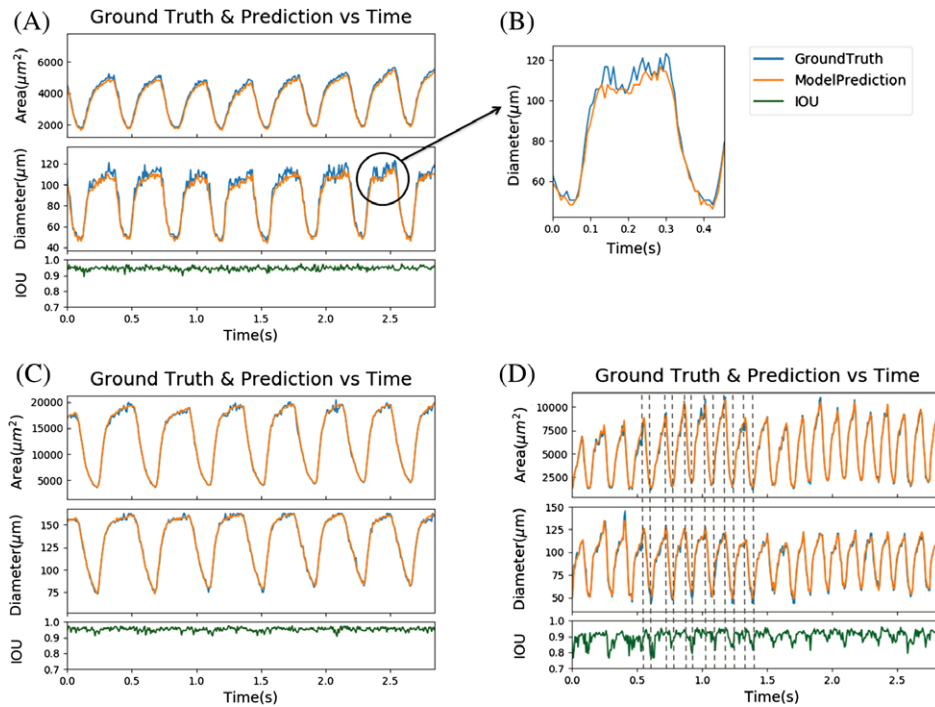 (A)
Ground Truth & Prediction vs Time
Area(μm²)
6000
4000
2000
Diameter(μm)
120
100
80
60
40
IOU
1.0
0.9
0.8
0.7
0.0 0.5 1.0 1.5 2.0 2.5
Time(s)
(B)
Diameter(μm)
120
100
80
60
0.0 0.1 0.2 0.3 0.4
Time(s)
GroundTruth
ModelPrediction
IOU
(C)
Ground Truth & Prediction vs Time
Area(μm²)
20000
15000
10000
5000
Diameter(μm)
150
125
100
75
IOU
1.0
0.9
0.8
0.7
0.0 0.5 1.0 1.5 2.0 2.5
Time(s)
(D)
Ground Truth & Prediction vs Time
Area(μm²)
10000
7500
5000
2500
Diameter(μm)
150
125
100
75
50
IOU
1.0
0.9
0.8
0.7
0.0 0.5 1.0 1.5 2.0 2.5
Time(s)